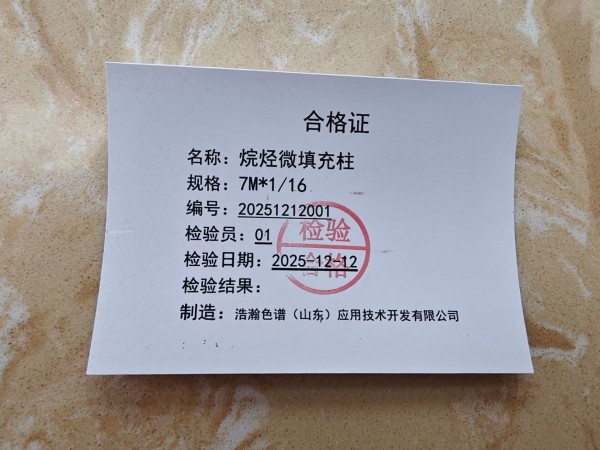 合格证
名称：烷烃微填充柱
规格：7M*1/16
编号：20251212001
检验员：01
检验日期：2025-12-12
检验结果：
制造：浩瀚色谱（山东）应用技术开发有限公司
检验
合格